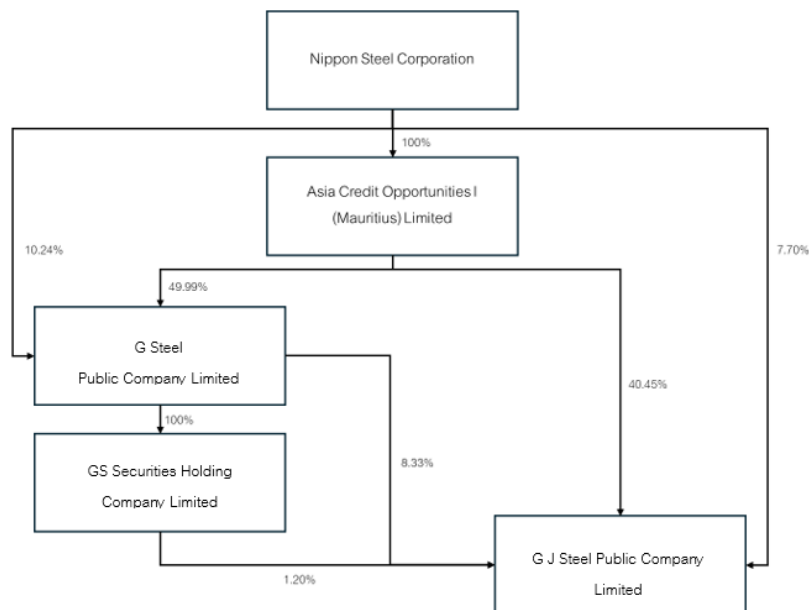 Nippon Steel Corporation
100%
Asia Credit Opportunities I
(Mauritius) Limited
10.24%
7.70%
49.99%
G Steel
Public Company Limited
40.45%
100%
8.33%
GS Securities Holding
Company Limited
G J Steel Public Company
Limited
1.20%